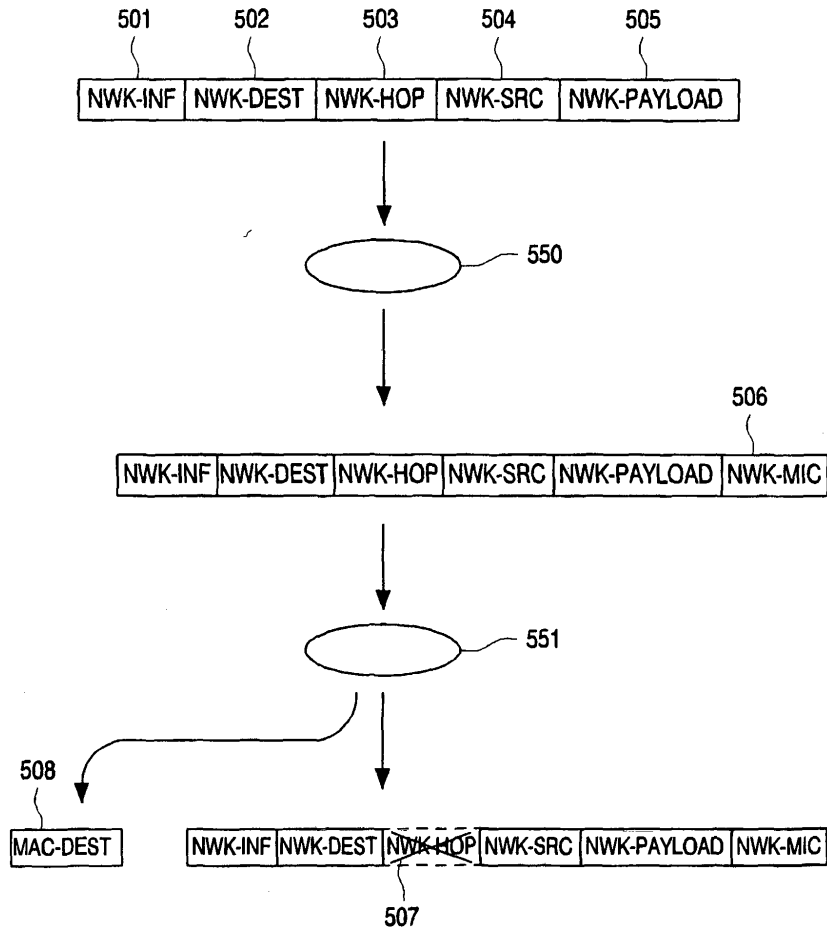 501 502 503 504 505
NWK-INF NWK-DEST NWK-HOP NWK-SRC NWK-PAYLOAD
550
506
NWK-INF NWK-DEST NWK-HOP NWK-SRC NWK-PAYLOAD NWK-MIC
551
508
MAC-DEST NWK-INF NWK-DEST NWK-HOP NWK-SRC NWK-PAYLOAD NWK-MIC
507